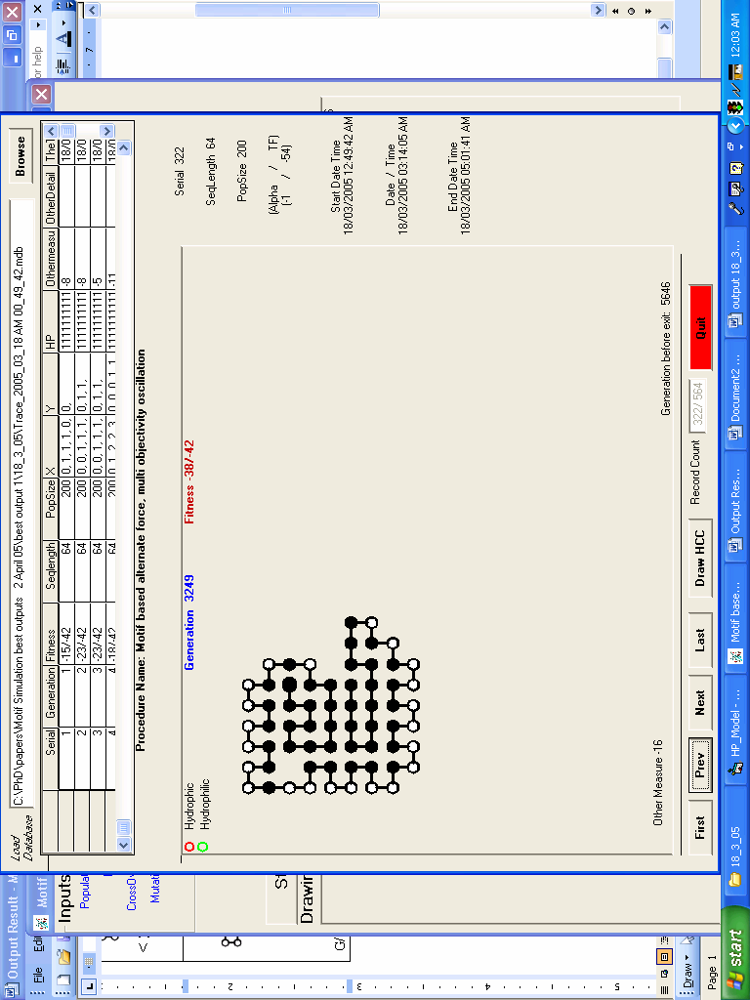 Output Result - M
File
Edi
or help
Motif
Inputs
Popula
CrossOv
Mutati
St
Drawin
G/
Load
Database
C:\PhD\papers\Motif Simulation best outputs 2 April 05\best output 1\18_3_05\Trace_2005_03_18 AM 00_49_42.mdb
Browse
Serial Generation Fitness Seqlength PopSize X Y HP Othermeasu OtherDetail The
1 1 -15/-42 64 200 0, 1, 1, 1, 0, 0, 11111111111 -8 18/0
2 2 -23/-42 64 200 0, 0, 1, 1, 1, 0, 1, 1, 11111111111 -8 18/0
3 3 -23/-42 64 200 0, 0, 1, 1, 1, 0, 1, 1, 11111111111 -5 18/0
4 4 -18/-42 64 200 0, 1, 2, 2, 3, 0, 0, 0, 1, 1, 11111111111 -11 18/0
Procedure Name: Motif based alternate force, multi objectivity oscillation
Hydrophic
Hydrophilic
Generation 3249
Fitness -38/-42
Serial 322
SeqLength 64
PopSize 200
(Alpha / TF)
(-1 / -54)
Start Date Time
18/03/2005 12:49:42 AM
Date / Time
18/03/2005 03:14:05 AM
End Date Time
18/03/2005 05:01:41 AM
Other Measure -16
Generation before exit: 5646
First
Prev
Next
Last
Draw HCC
Record Count
322/ 564
Quit
Draw
Page 1
start
18_3_05
HP_Model - ...
Motif base...
Output Res...
Document2 ...
output 18_3...
12:03 AM